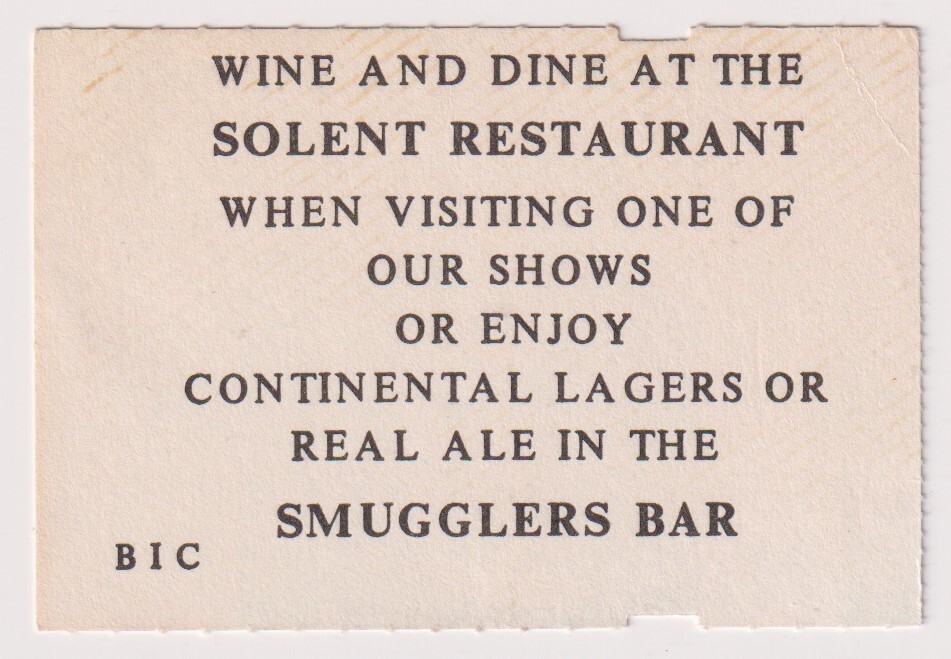 WINE AND DINE AT THE
SOLENT RESTAURANT
WHEN VISITING ONE OF
OUR SHOWS
OR ENJOY
CONTINENTAL LAGERS OR
REAL ALE IN THE
SMUGGLERS BAR
BIC